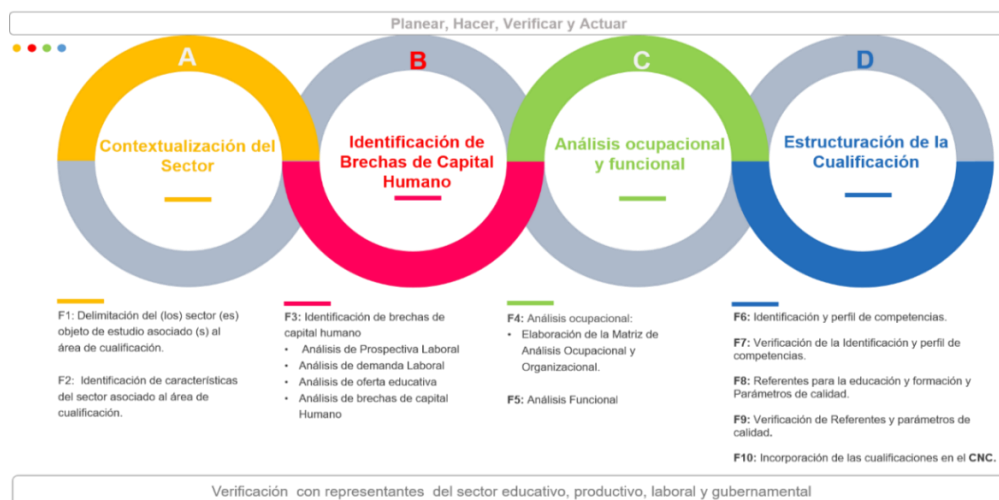 Planear, Hacer, Verificar y Actuar
A
Contextualización del
Sector
B
Identificación de
Brechas de Capital
Humano
C
Análisis ocupacional
y funcional
D
Estructuración de la
Cualificación
F1: Delimitación del (los) sector (es)
objeto de estudio asociado (s) al
área de cualificación.
F2: Identificación de características
del sector asociado al área de
cualificación.
F3: Identificación de brechas de
capital humano
• Análisis de Prospectiva Laboral
• Análisis de demanda Laboral
• Análisis de oferta educativa
• Análisis de brechas de capital
Humano
F4: Análisis ocupacional:
• Elaboración de la Matriz de
Análisis Ocupacional y
Organizacional.
F5: Análisis Funcional
F6: Identificación y perfil de competencias.
F7: Verificación de la Identificación y perfil de
competencias.
F8: Referentes para la educación y formación y
Parámetros de calidad.
F9: Verificación de Referentes y parámetros de
calidad.
F10: Incorporación de las cualificaciones en el CNC.
Verificación con representantes del sector educativo, productivo, laboral y gubernamental